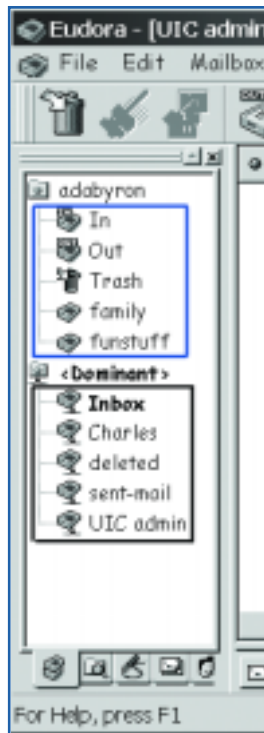 Eudora - [UIC admin
File Edit Mailbox
adabyron
In
Out
Trash
family
funstuff
<Dominant>
Inbox
Charles
deleted
sent-mail
UIC admin
For Help, press F1